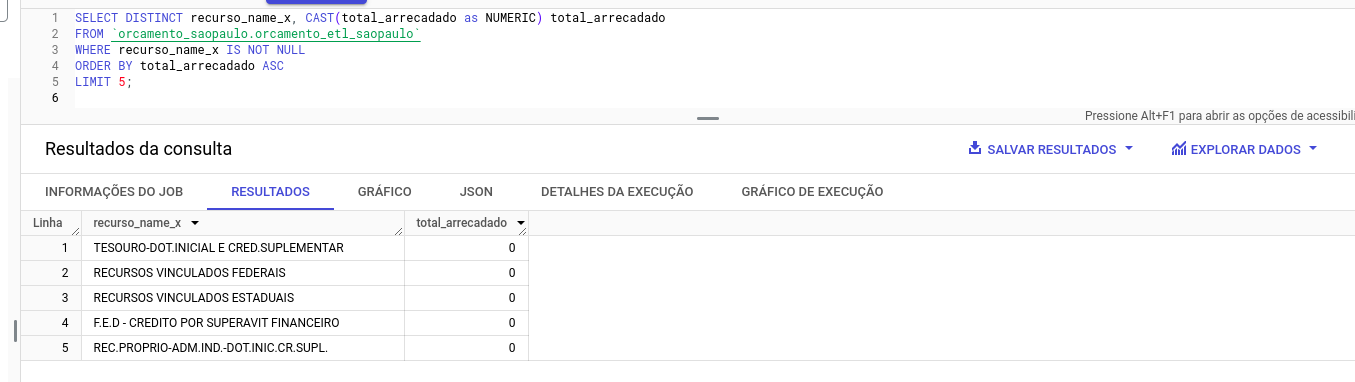 1 SELECT DISTINCT recurso_name_x, CAST(total_arrecadado as NUMERIC) total_arrecadado
2 FROM `orcamento_saopaulo.orcamento_etl_saopaulo`
3 WHERE recurso_name_x IS NOT NULL
4 ORDER BY total_arrecadado ASC
5 LIMIT 5;
6
Pressione Alt+F1 para abrir as opções de acessibili
Resultados da consulta
SALVAR RESULTADOS
EXPLORAR DADOS
INFORMAÇÕES DO JOB RESULTADOS GRÁFICO JSON DETALHES DA EXECUÇÃO GRÁFICO DE EXECUÇÃO
Linha recurso_name_x total_arrecadado
1 TESOURO-DOT.INICIAL E CRED.SUPLEMENTAR 0
2 RECURSOS VINCULADOS FEDERAIS 0
3 RECURSOS VINCULADOS ESTADUAIS 0
4 F.E.D - CREDITO POR SUPERAVIT FINANCEIRO 0
5 REC.PROPRIO-ADM.IND.-DOT.INIC.CR.SUPL. 0